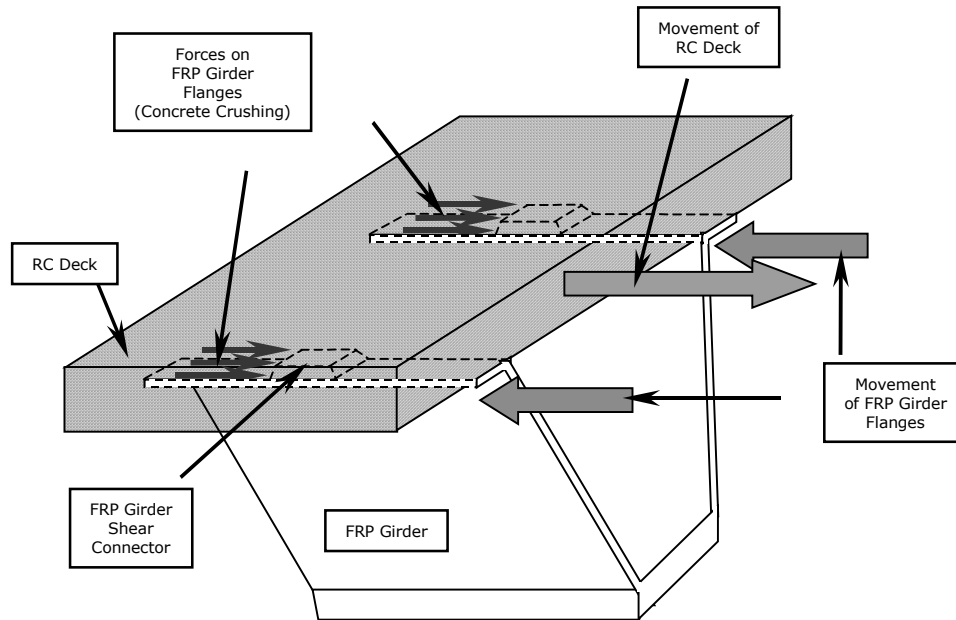 Movement of
RC Deck
Forces on
FRP Girder
Flanges
(Concrete Crushing)
RC Deck
Movement
of FRP Girder
Flanges
FRP Girder
Shear
Connector
FRP Girder